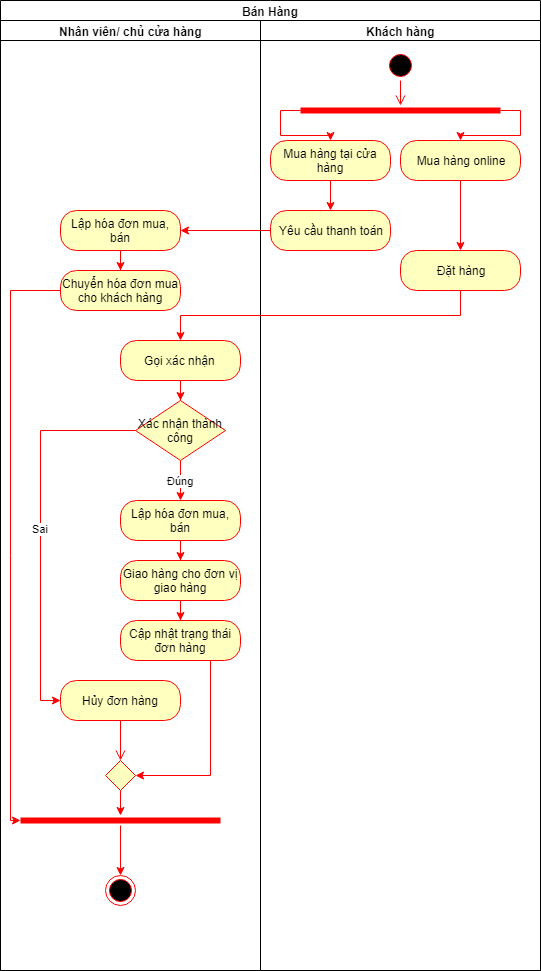 Bán Hàng
Nhân viên/ chủ cửa hàng
Khách hàng
Mua hàng tại cửa
hàng
Mua hàng online
Yêu cầu thanh toán
Lập hóa đơn mua,
bán
Đặt hàng
Chuyển hóa đơn mua
cho khách hàng
Gọi xác nhận
Xác nhận thành
công
Đúng
Sai
Lập hóa đơn mua,
bán
Giao hàng cho đơn vị
giao hàng
Cập nhật trạng thái
đơn hàng
Hủy đơn hàng